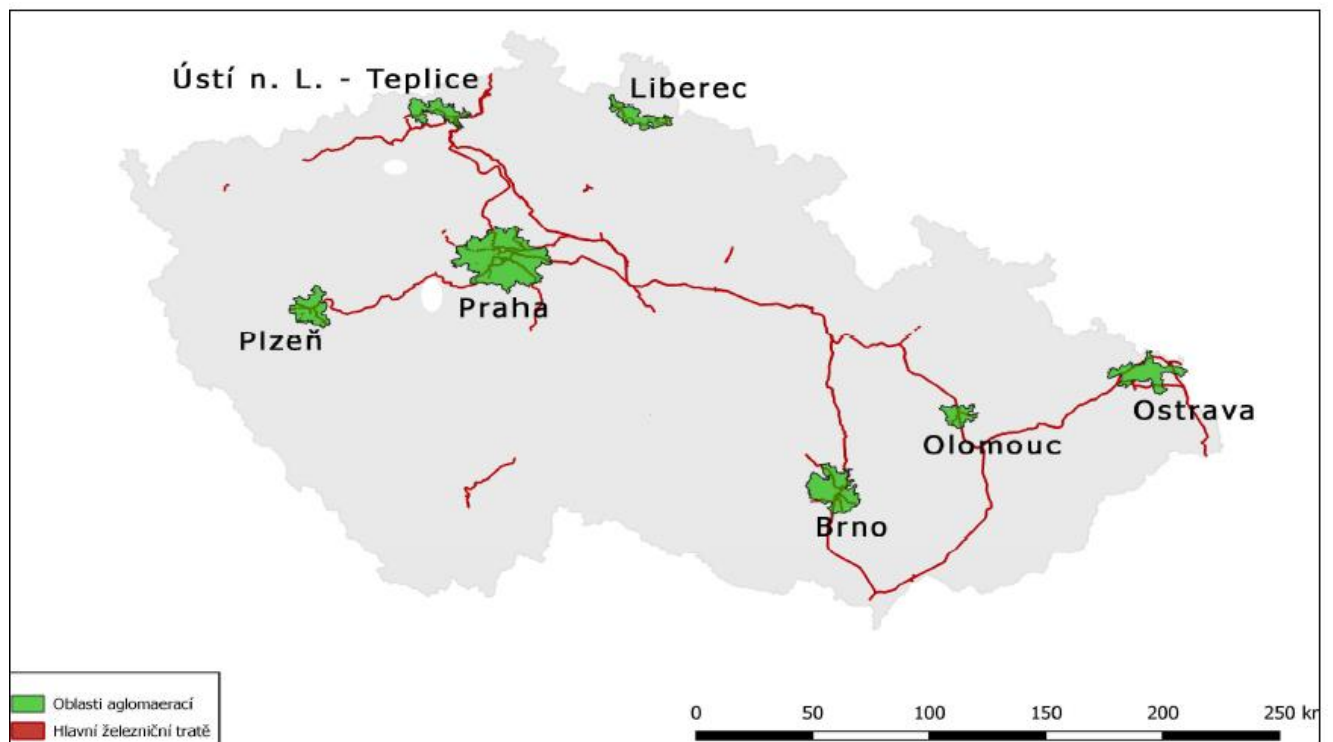 Ústí n. L. - Teplice
Liberec
Praha
Plzeň
Ostrava
Olomouc
Brno
Oblasti aglomaerací
Hlavní železniční tratě
0 50 100 150 200 250 km